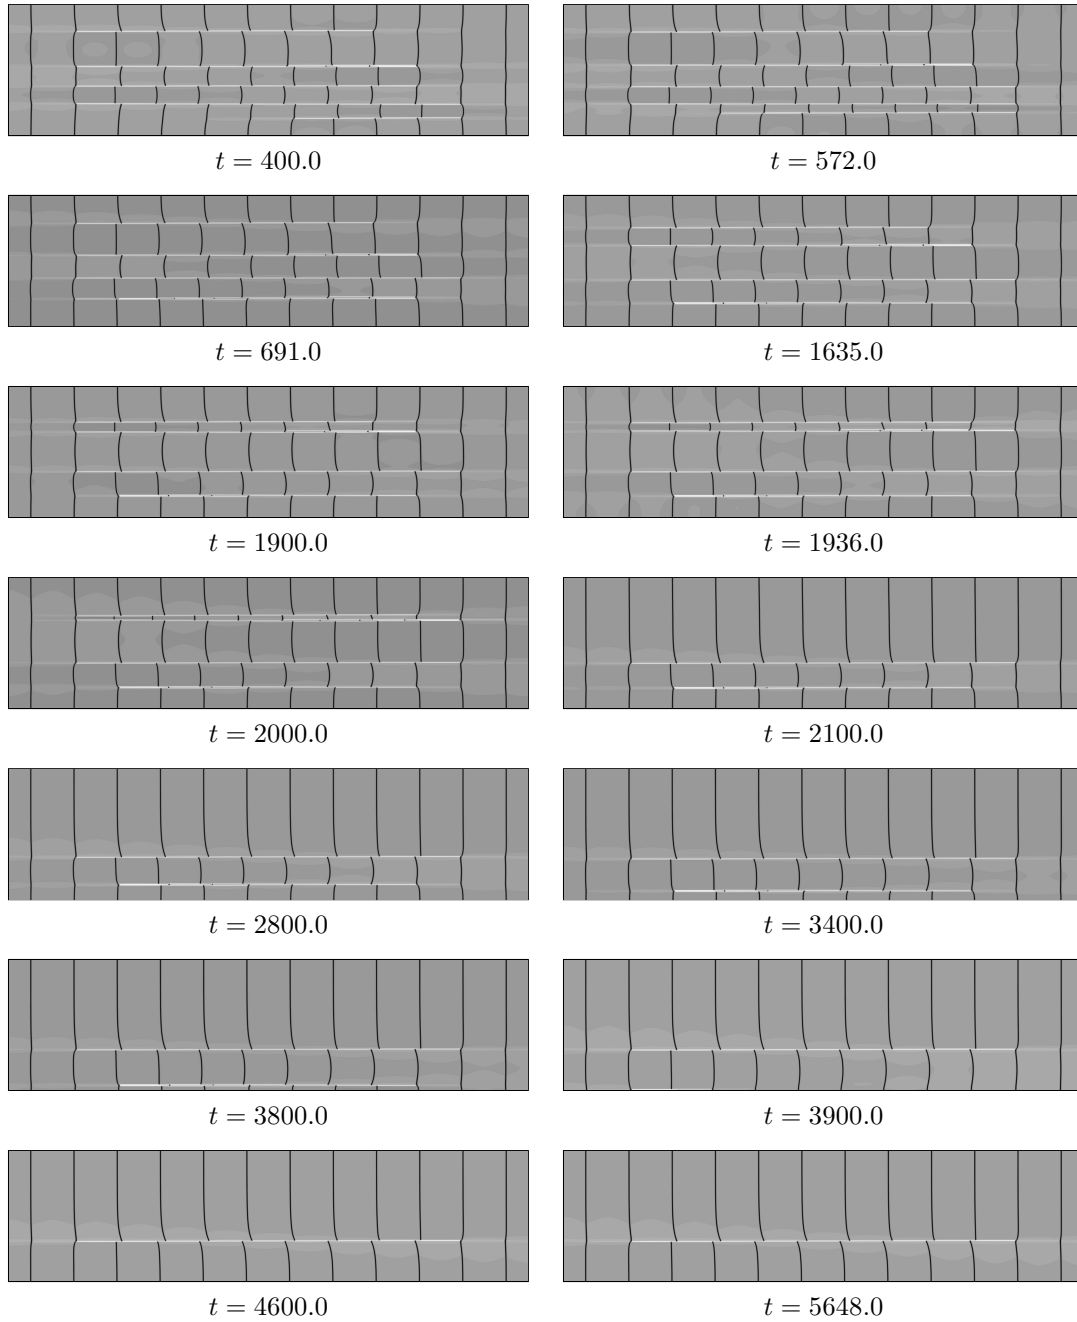 t = 400.0
t = 572.0
t = 691.0
t = 1635.0
t = 1900.0
t = 1936.0
t = 2000.0
t = 2100.0
t = 2800.0
t = 3400.0
t = 3800.0
t = 3900.0
t = 4600.0
t = 5648.0